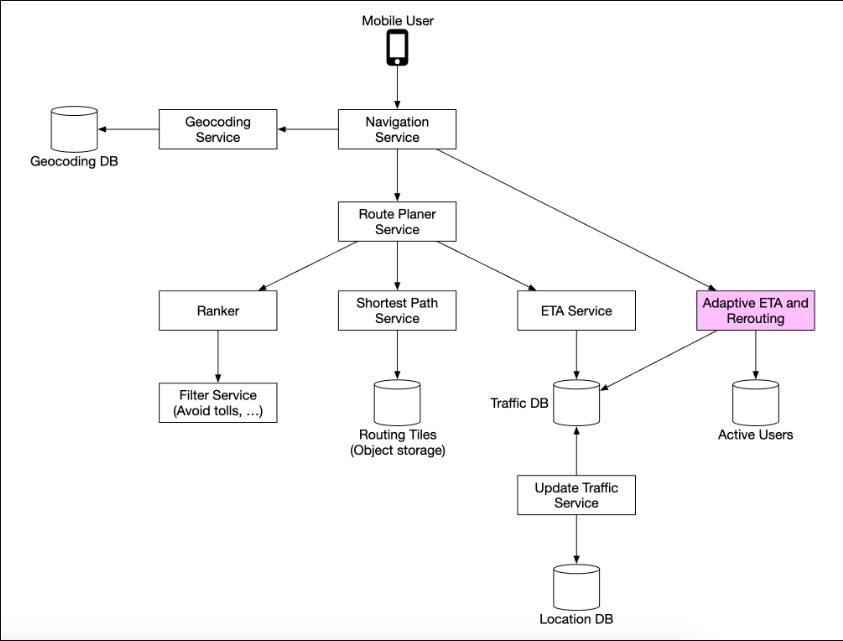 Mobile User
Geocoding
Service
Navigation
Service
Geocoding DB
Route Planer
Service
Ranker
Shortest Path
Service
ETA Service
Adaptive ETA and
Rerouting
Filter Service
(Avoid tolls, ...)
Traffic DB
Routing Tiles
(Object storage)
Active Users
Update Traffic
Service
Location DB